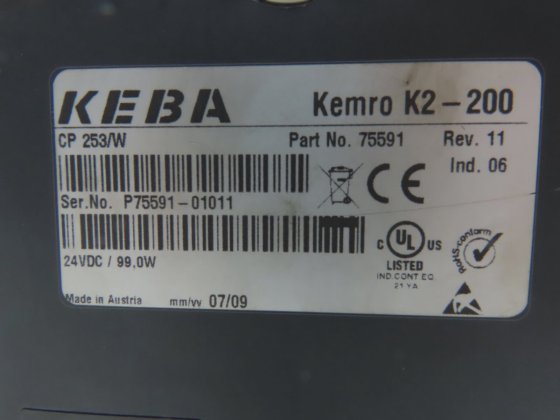 KEBA Kemro K2-200
CP 253/W Part No. 75591 Rev. 11
Ind. 06
CE
Ser.No. P75591-01011
C UL US
LISTED
IND.CONT.EQ.
21 YA
RoHS-conform
24VDC / 99,0W
Made in Austria mm/yy 07/09